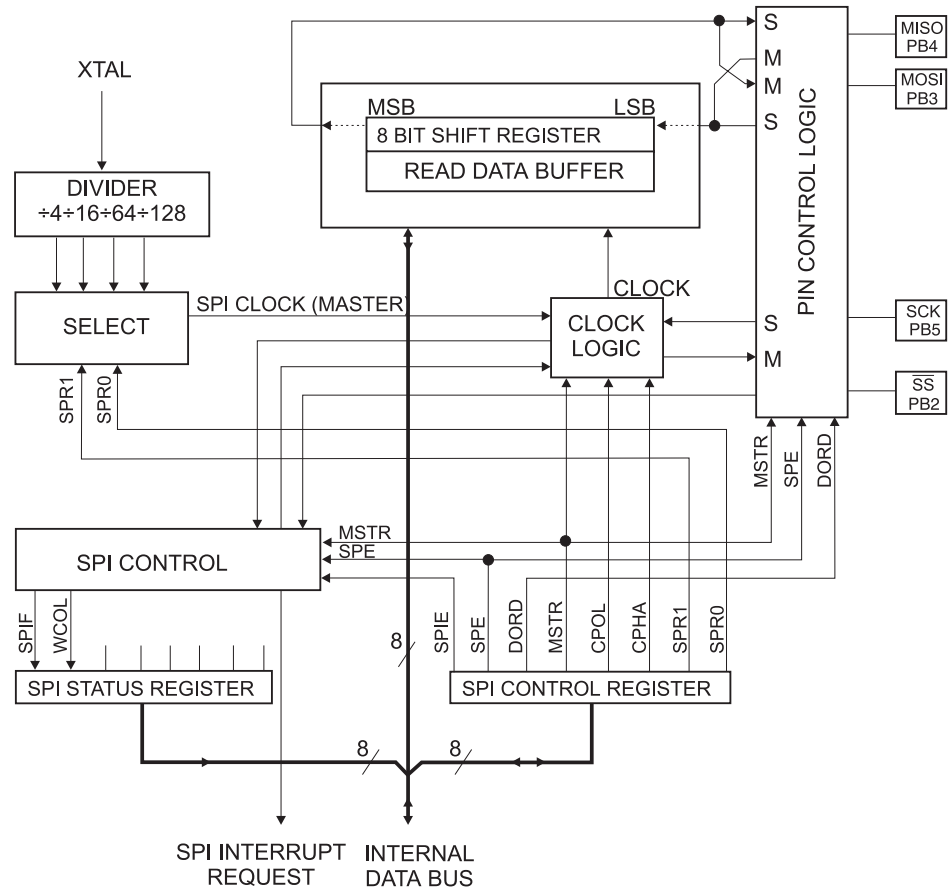 S
MISO
PB4
XTAL
M
M
MOSI
PB3
MSB
LSB
S
8 BIT SHIFT REGISTER
READ DATA BUFFER
PIN CONTROL LOGIC
DIVIDER
÷4÷16÷64÷128
CLOCK
SPI CLOCK (MASTER)
SELECT
CLOCK
LOGIC
S
M
SCK
PB5
SS
PB2
SPR1
SPR0
MSTR
SPE
DORD
SPI CONTROL
MSTR
SPE
SPIF
WCOL
8
SPIE
SPE
DORD
MSTR
CPOL
CPHA
SPR1
SPR0
SPI STATUS REGISTER
SPI CONTROL REGISTER
8
8
SPI INTERRUPT
REQUEST
INTERNAL
DATA BUS